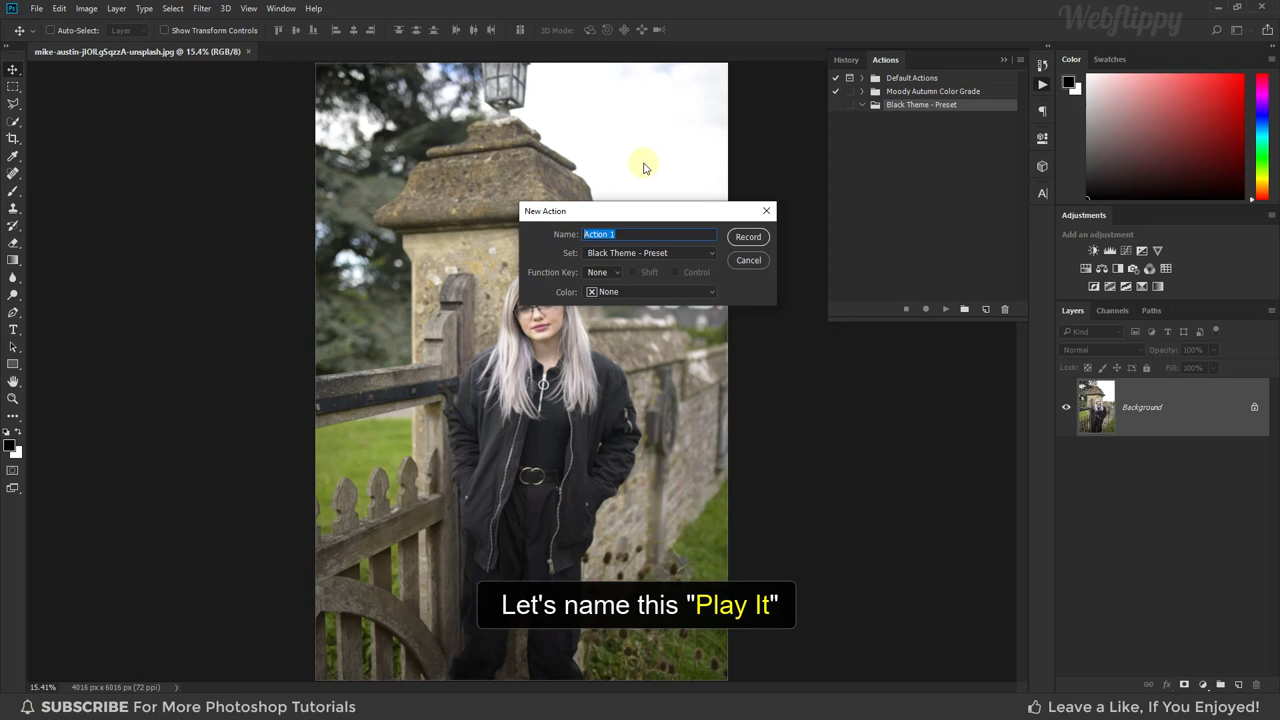 Ps File Edit Image Layer Type Select Filter 3D View Window Help
Webflippy
Auto-Select: Layer Show Transform Controls 3D Mode:
mike-austin-jIOILgSqzzA-unsplash.jpg @ 15.4% (RGB/8)
History Actions
Default Actions
Moody Autumn Color Grade
Black Theme - Preset
Color Swatches
Adjustments
Add an adjustment
New Action
Name: Action 1
Record
Set: Black Theme - Preset
Cancel
Function Key: None Shift Control
Color: None
Layers Channels Paths
Kind
Normal Opacity: 100%
Lock: Fill: 100%
Background
Let's name this "Play It"
15.41% 4016 px x 6016 px (72 ppi)
SUBSCRIBE For More Photoshop Tutorials
Leave a Like, If You Enjoyed!